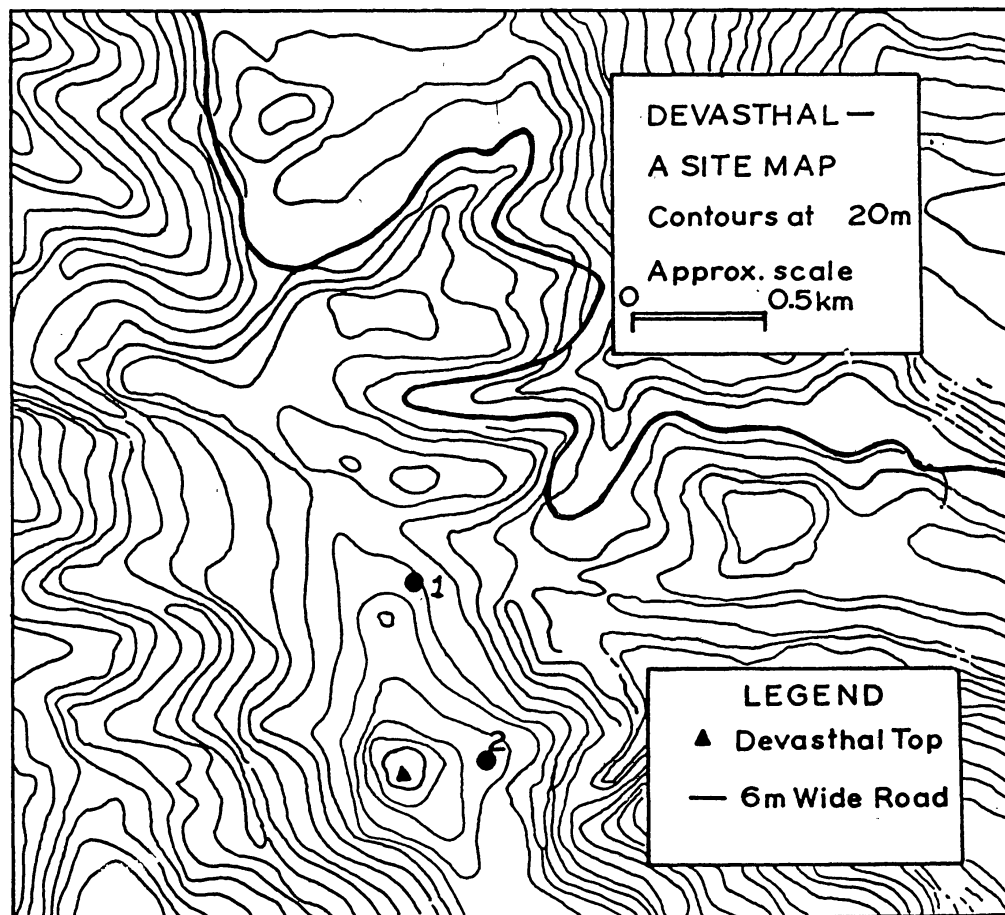 DEVASTHAL —
A SITE MAP
Contours at 20m
Approx. scale
0 0.5km
1
2
LEGEND
▲ Devasthal Top
— 6m Wide Road